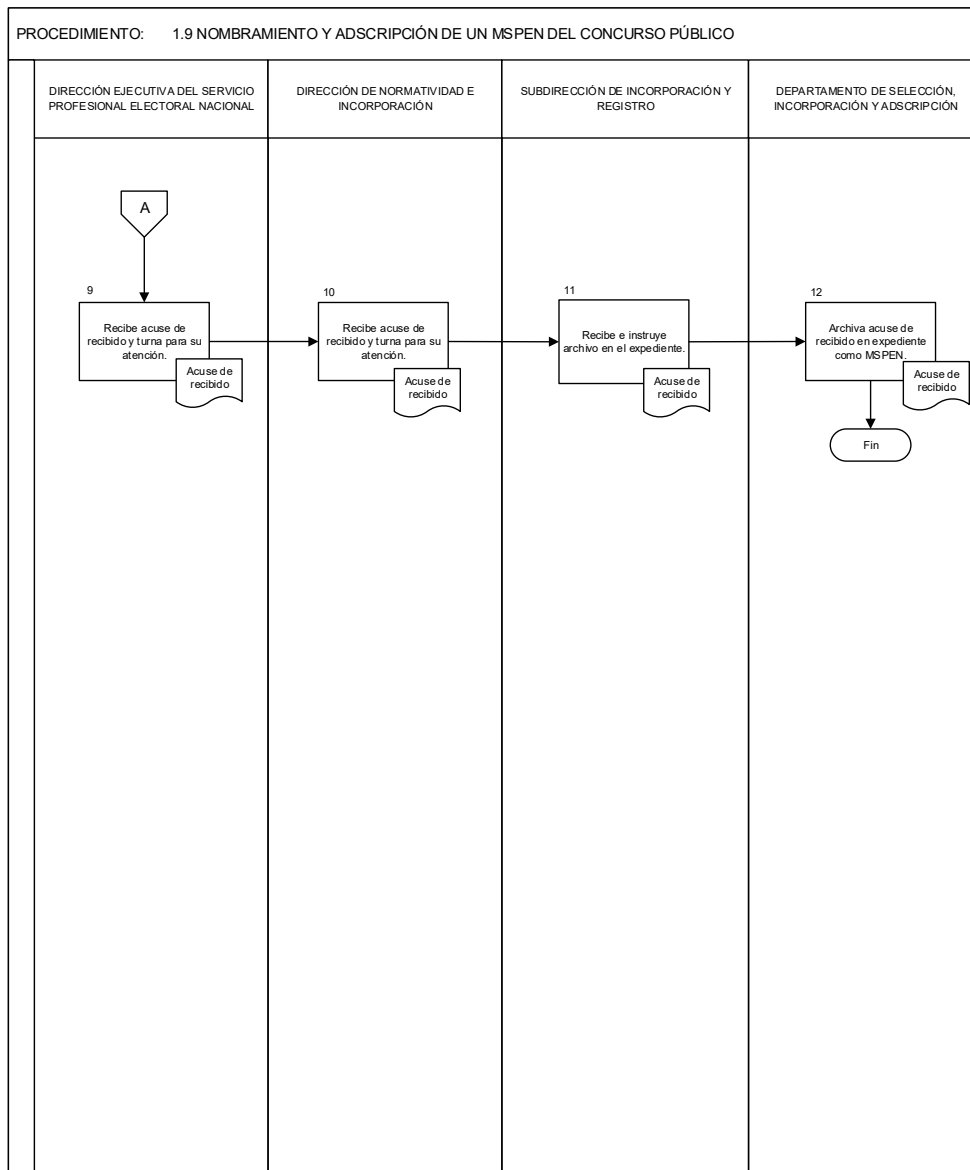 PROCEDIMIENTO: 1.9 NOMBRAMIENTO Y ADSCRIPCIÓN DE UN MSPEN DEL CONCURSO PÚBLICO
DIRECCIÓN EJECUTIVA DEL SERVICIO
PROFESIONAL ELECTORAL NACIONAL
DIRECCIÓN DE NORMATIVIDAD E
INCORPORACIÓN
SUBDIRECCIÓN DE INCORPORACIÓN Y
REGISTRO
DEPARTAMENTO DE SELECCIÓN,
INCORPORACIÓN Y ADSCRIPCIÓN
A
9
Recibe acuse de
recibido y turna para su
atención.
Acuse de
recibido
10
Recibe acuse de
recibido y turna para su
atención.
Acuse de
recibido
11
Recibe e instruye
archivo en el expediente.
Acuse de
recibido
12
Archiva acuse de
recibido en expediente
como MSPEN.
Acuse de
recibido
Fin